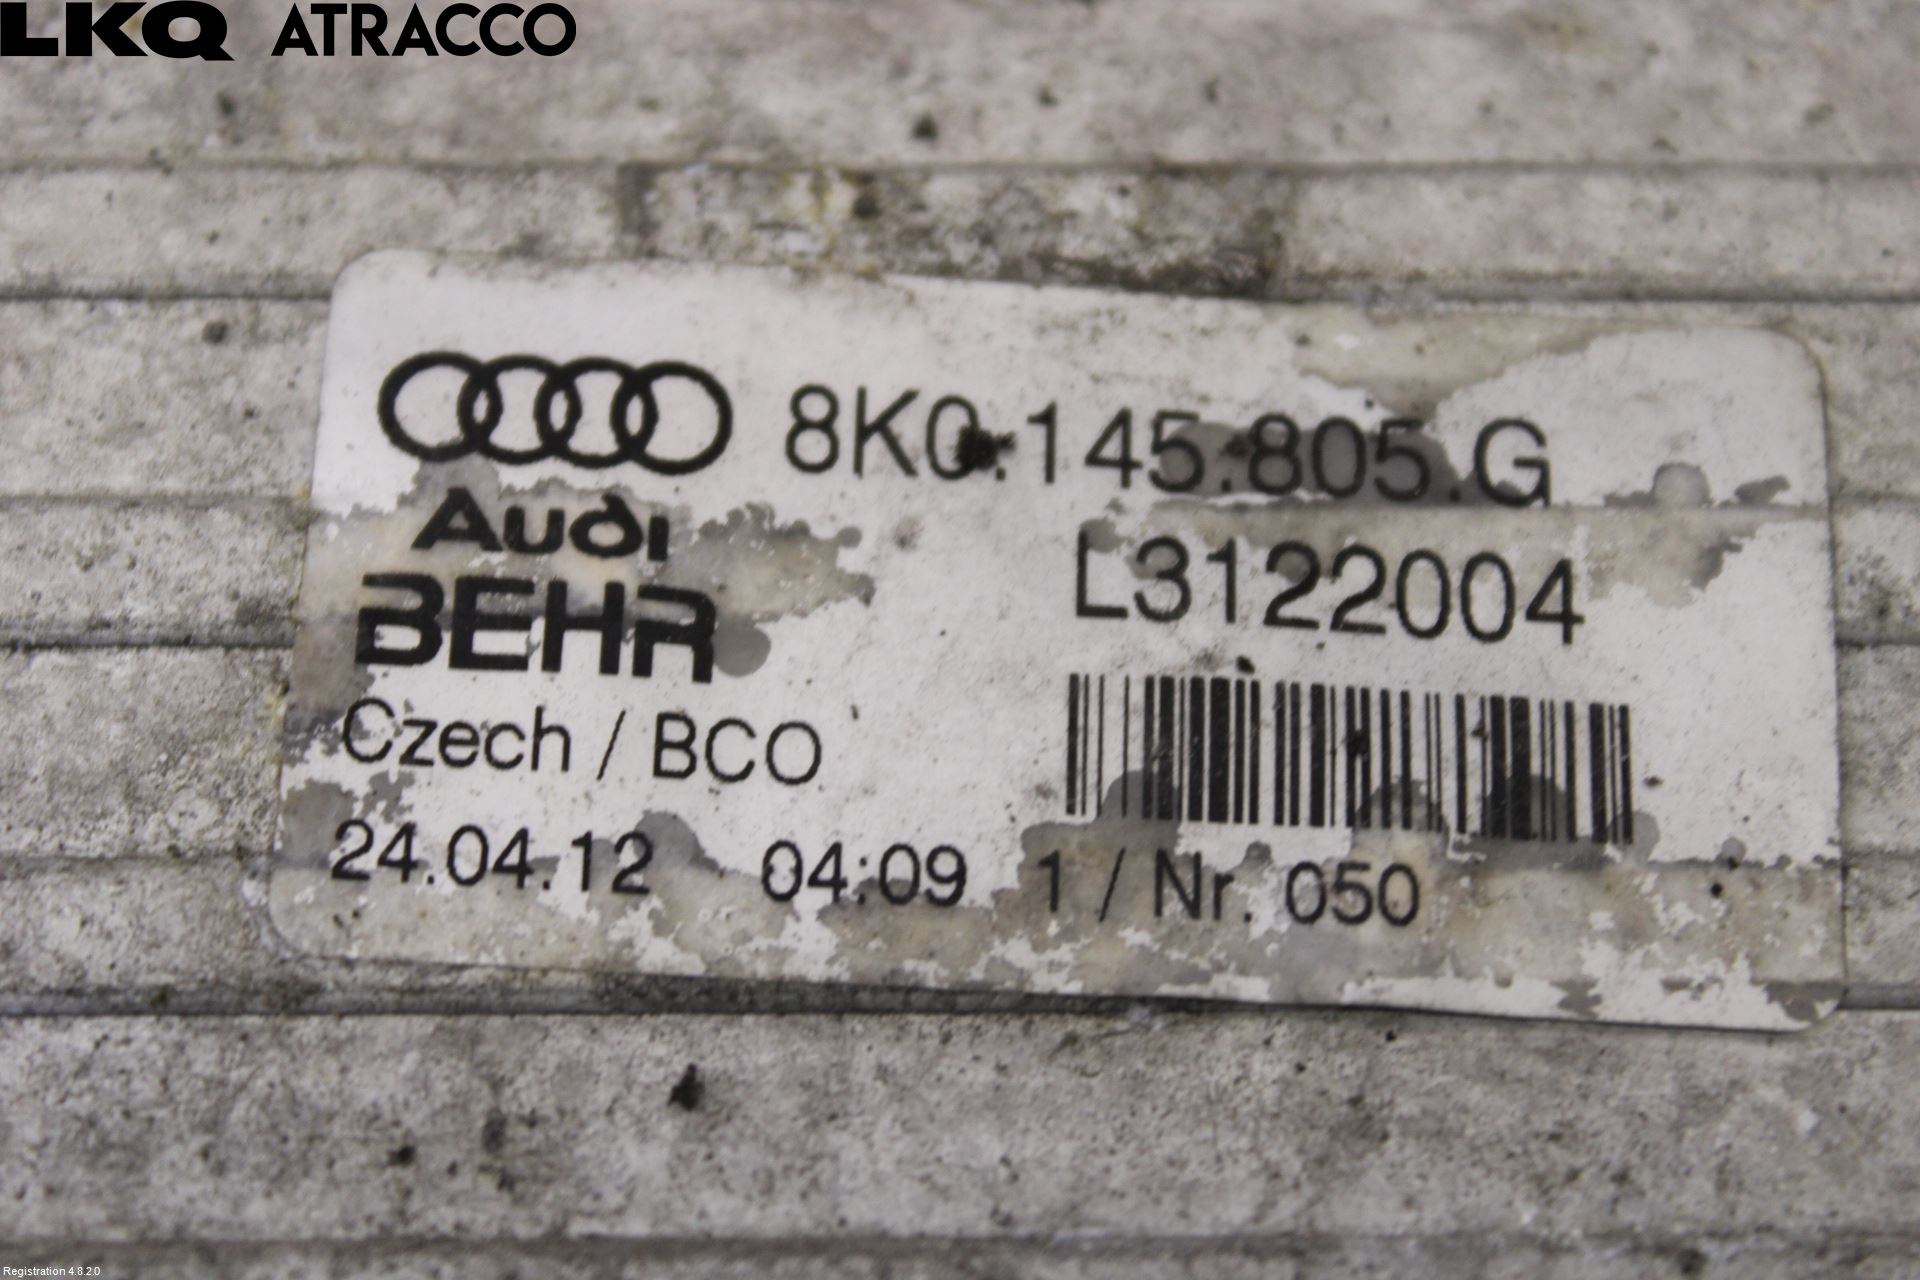 LKQ ATRACCO
8K0.145.805.G
Audi
L3122004
BEHR
Czech / BCO
24.04.12 04:09 1 / Nr. 050
Registration 4.8.2.0